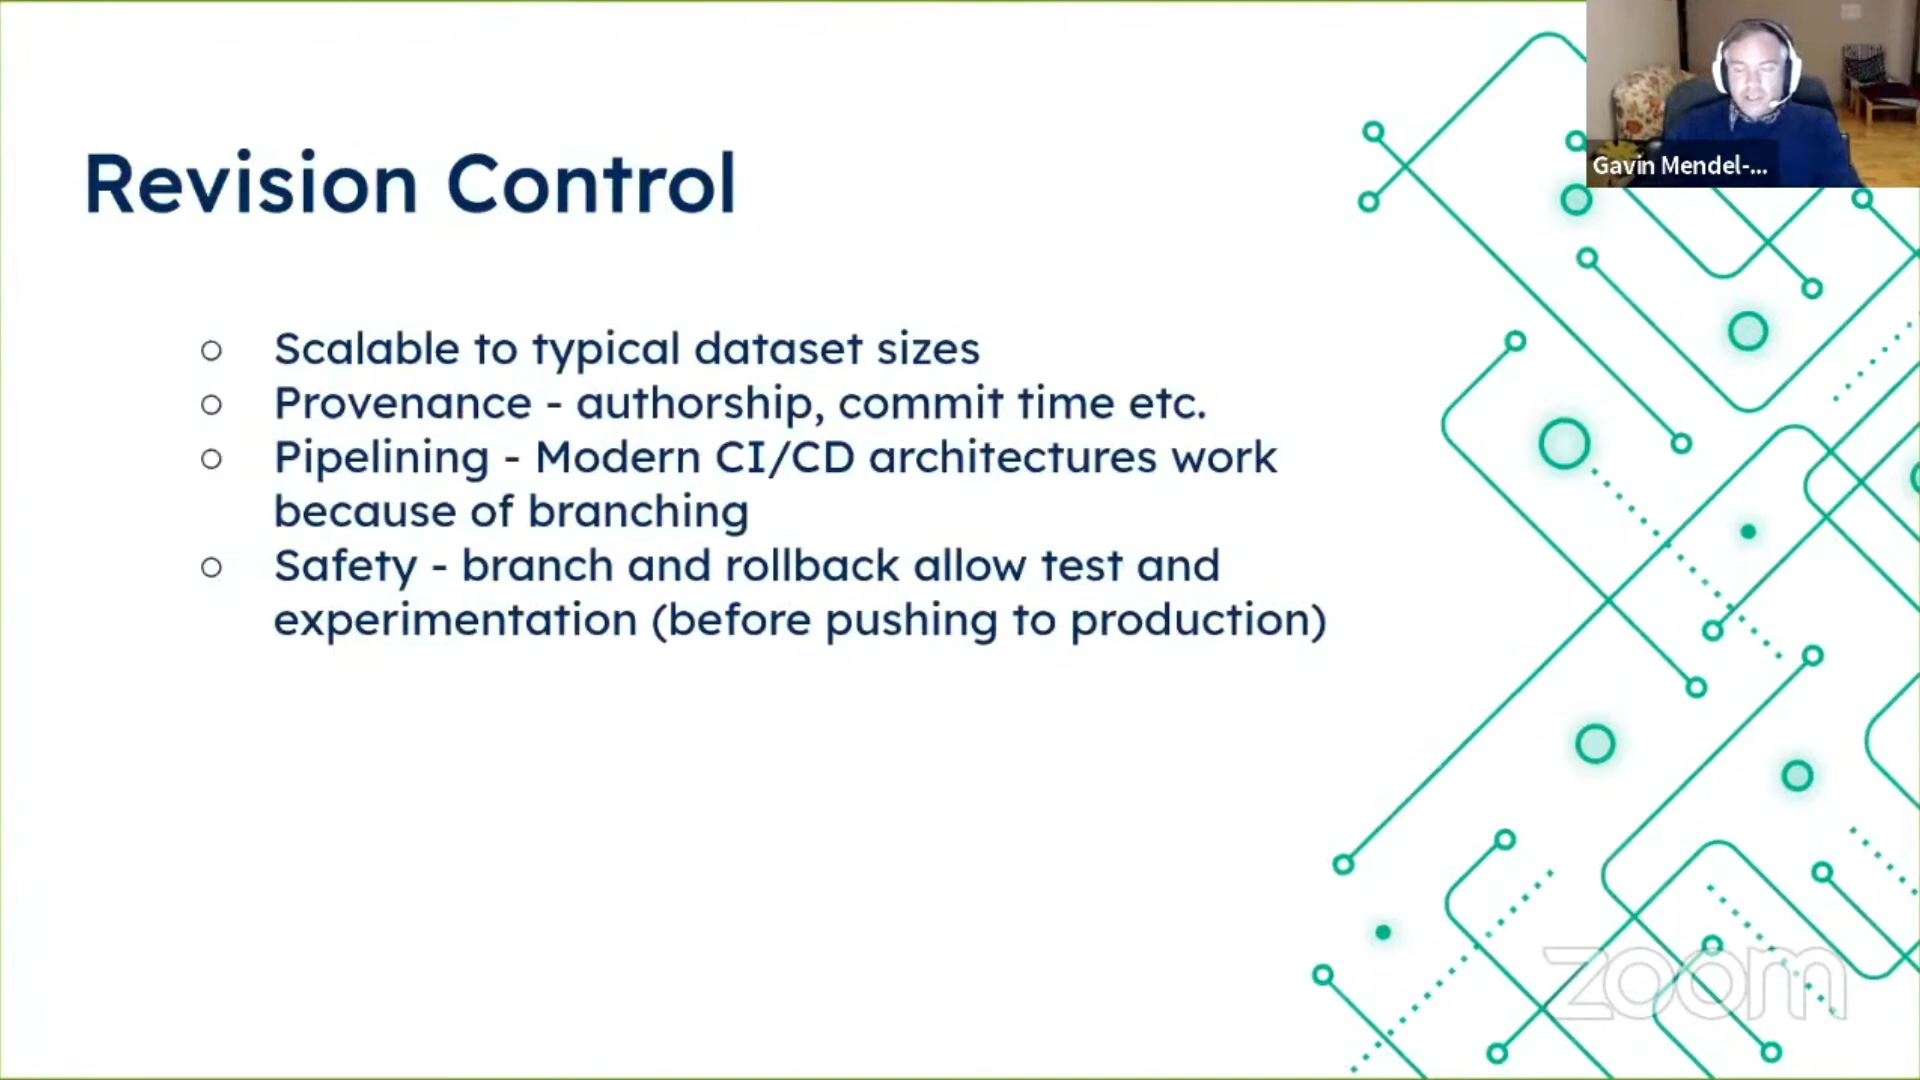 Revision Control
Scalable to typical dataset sizes
Provenance - authorship, commit time etc.
Pipelining - Modern CI/CD architectures work
because of branching
Safety - branch and rollback allow test and
experimentation (before pushing to production)
Gavin Mendel-...
zoom